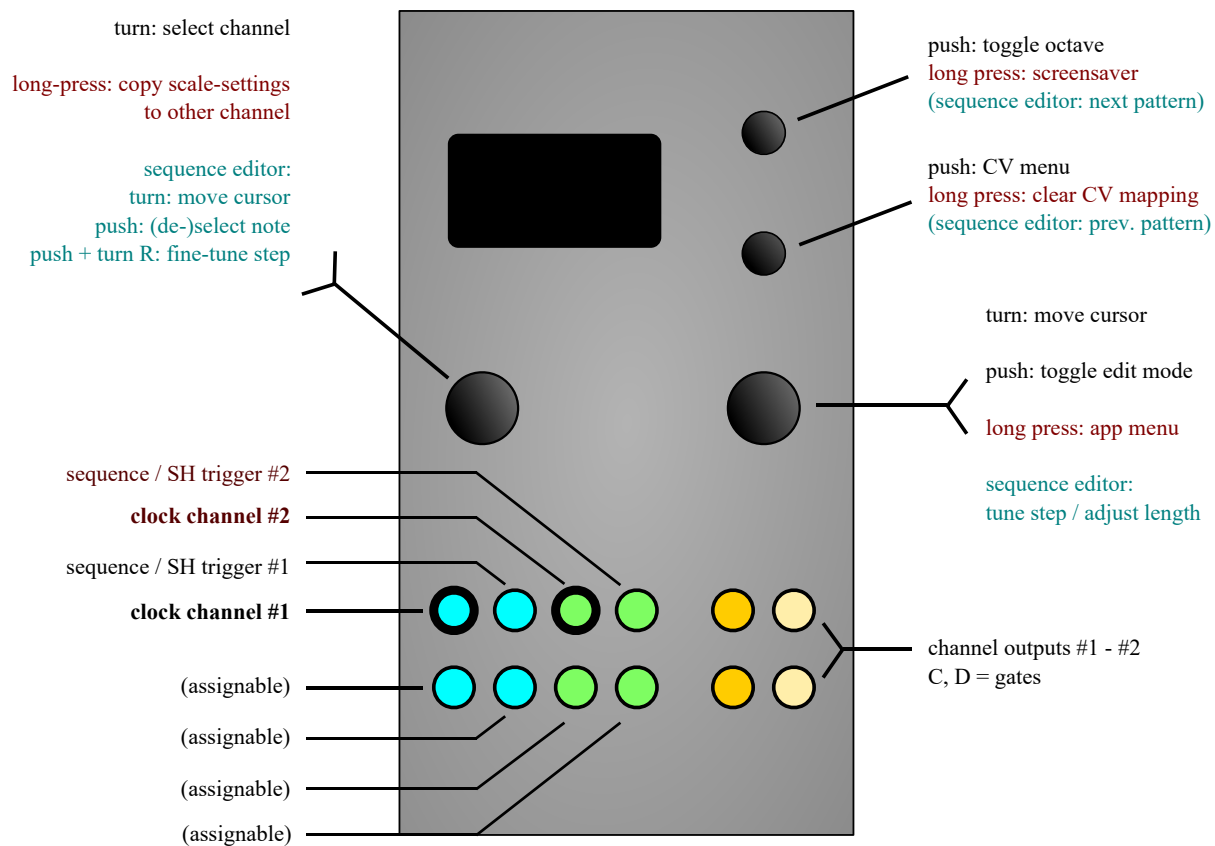 turn: select channel
long-press: copy scale-settings
to other channel
sequence editor:
turn: move cursor
push: (de-)select note
push + turn R: fine-tune step
push: toggle octave
long press: screensaver
(sequence editor: next pattern)
push: CV menu
long press: clear CV mapping
(sequence editor: prev. pattern)
turn: move cursor
push: toggle edit mode
long press: app menu
sequence editor:
tune step / adjust length
sequence / SH trigger #2
clock channel #2
sequence / SH trigger #1
clock channel #1
(assignable)
(assignable)
(assignable)
(assignable)
channel outputs #1 - #2
C, D = gates